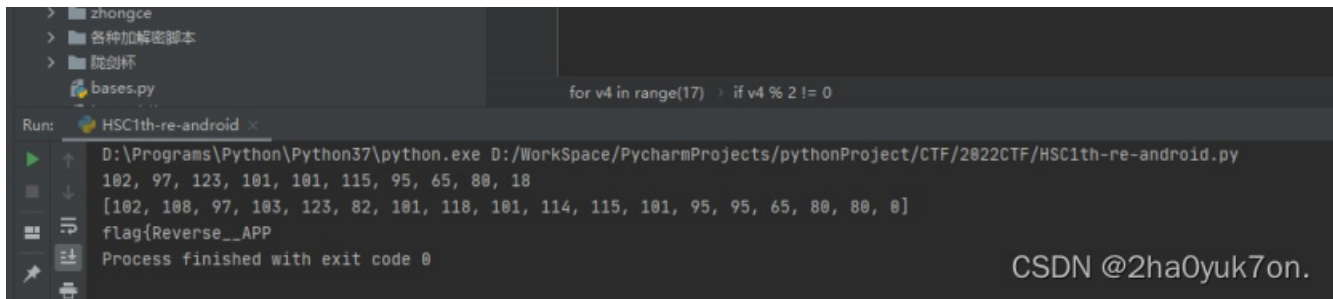 zhongce
各种加解密脚本
陇剑杯
bases.py
for v4 in range(17) › if v4 % 2 != 0
Run: HSC1th-re-android ×
D:\Programs\Python\Python37\python.exe D:/WorkSpace/PycharmProjects/pythonProject/CTF/2022CTF/HSC1th-re-android.py
102, 97, 123, 101, 101, 115, 95, 65, 80, 18
[102, 108, 97, 103, 123, 82, 101, 118, 101, 114, 115, 101, 95, 95, 65, 80, 80, 0]
flag{Reverse__APP
Process finished with exit code 0
CSDN @2ha0yuk7on.